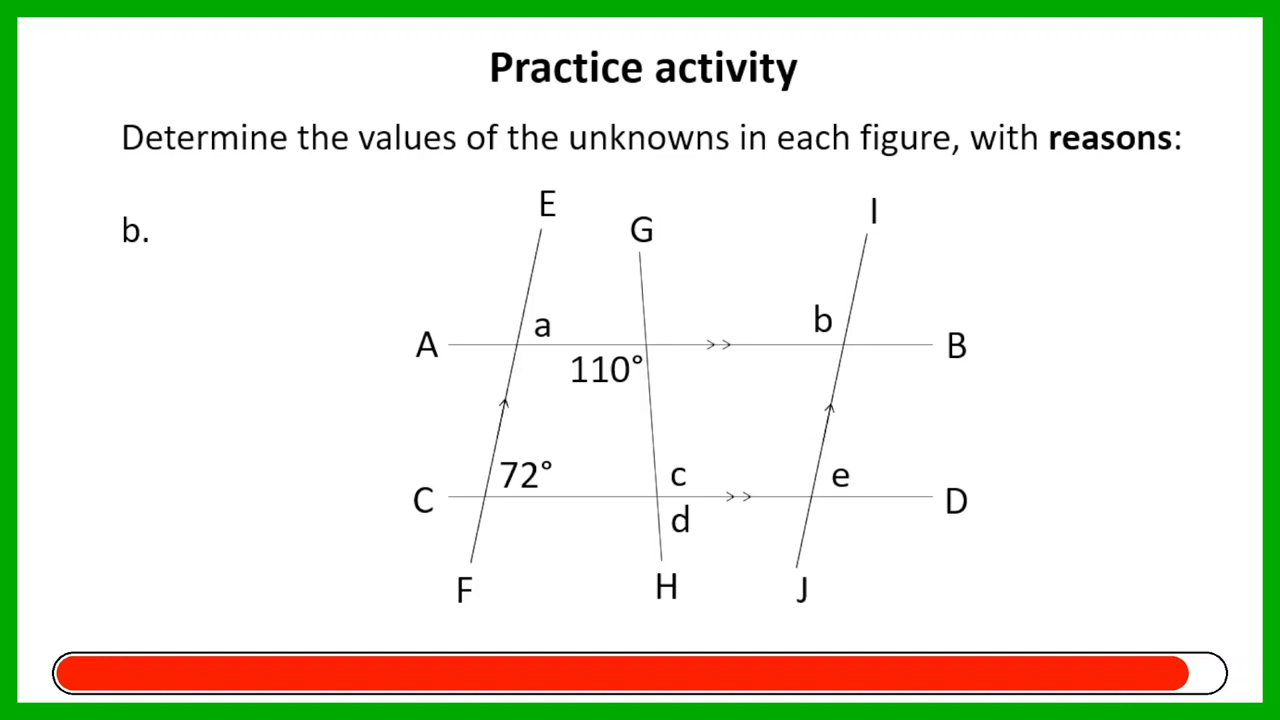 Practice activity
Determine the values of the unknowns in each figure, with reasons:
b.
E
G
I
A
a
b
B
110°
C
72°
c
e
D
d
F
H
J